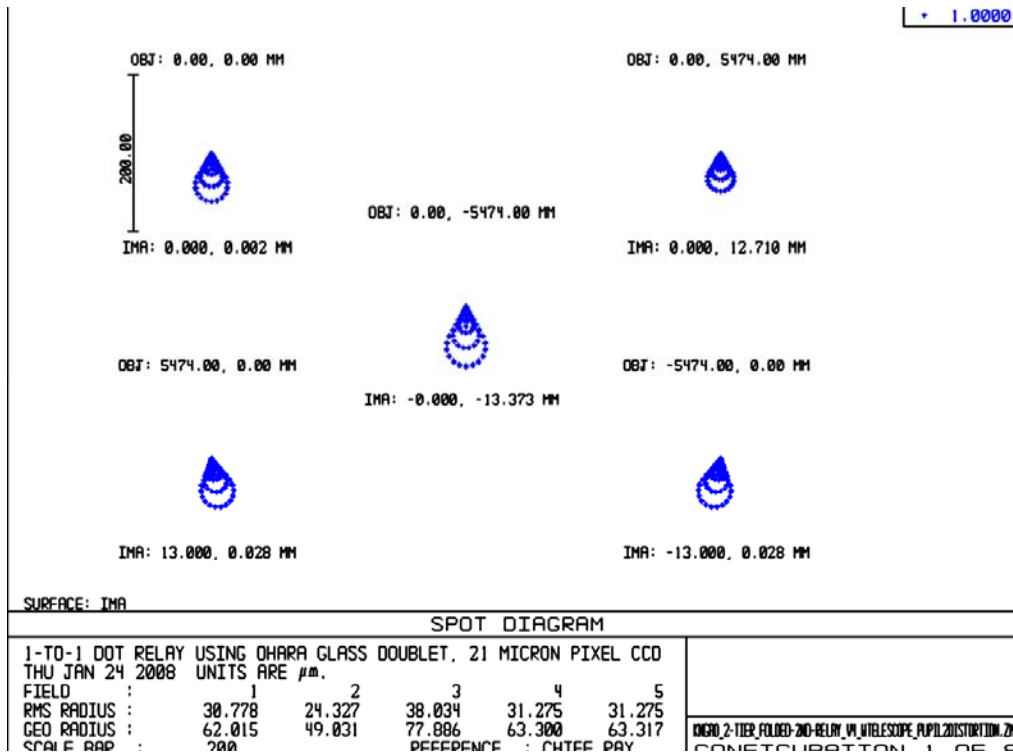 + 1.0000
OBJ: 0.00, 0.00 MM
OBJ: 0.00, 5474.00 MM
200.00
OBJ: 0.00, -5474.00 MM
IMA: 0.000, 0.002 MM
IMA: 0.000, 12.710 MM
OBJ: 5474.00, 0.00 MM
OBJ: -5474.00, 0.00 MM
IMA: -0.000, -13.373 MM
IMA: 13.000, 0.028 MM
IMA: -13.000, 0.028 MM
SURFACE: IMA
SPOT DIAGRAM
1-TO-1 DOT RELAY USING OHARA GLASS DOUBLET, 21 MICRON PIXEL CCD
THU JAN 24 2008 UNITS ARE µm.
FIELD : 1 2 3 4 5
RMS RADIUS : 30.778 24.327 38.034 31.275 31.275
GEO RADIUS : 62.015 49.031 77.886 63.300 63.317
SCALE BAR : 200 REFERENCE : CHIEF RAY
CONFIGURATION 1 OF